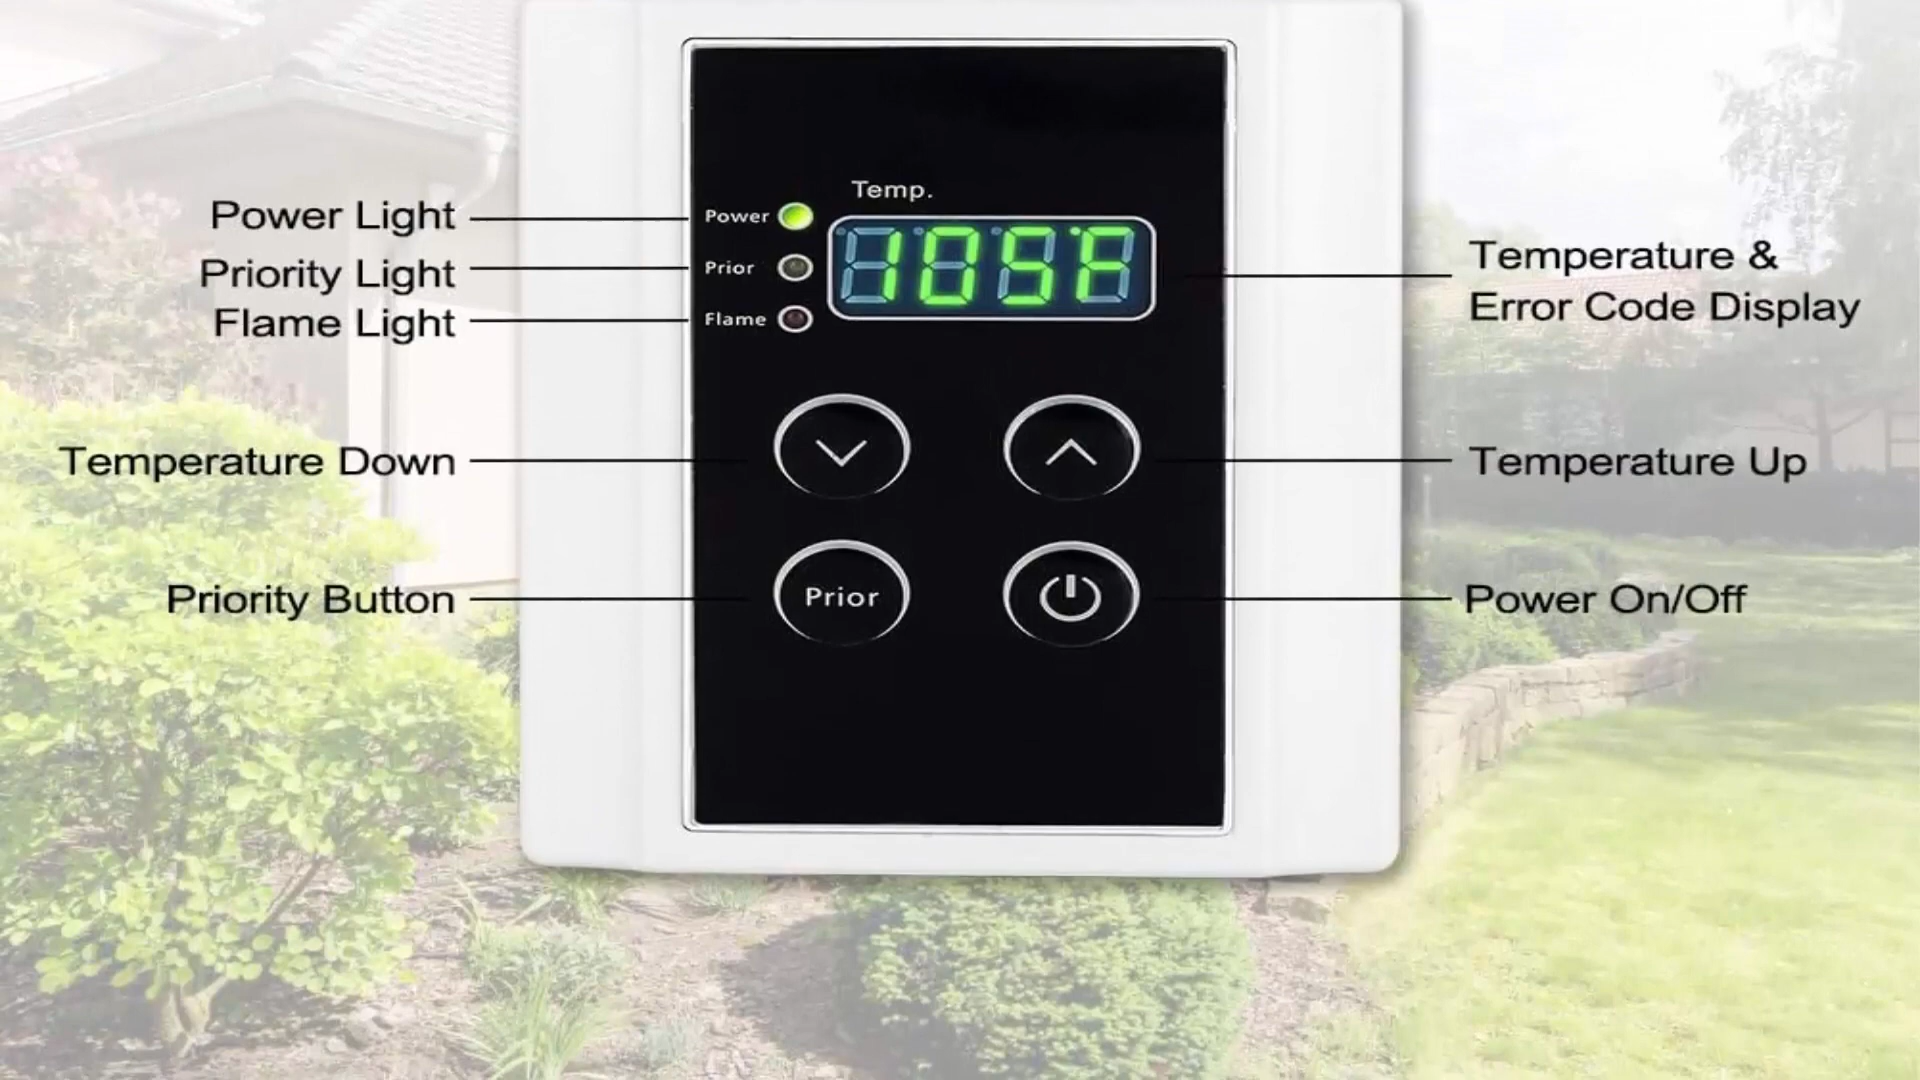 Temp.
Power Light
Power
Priority Light
Prior
Flame Light
Flame
105°F
Temperature &
Error Code Display
Temperature Down
Temperature Up
Priority Button
Prior
Power On/Off